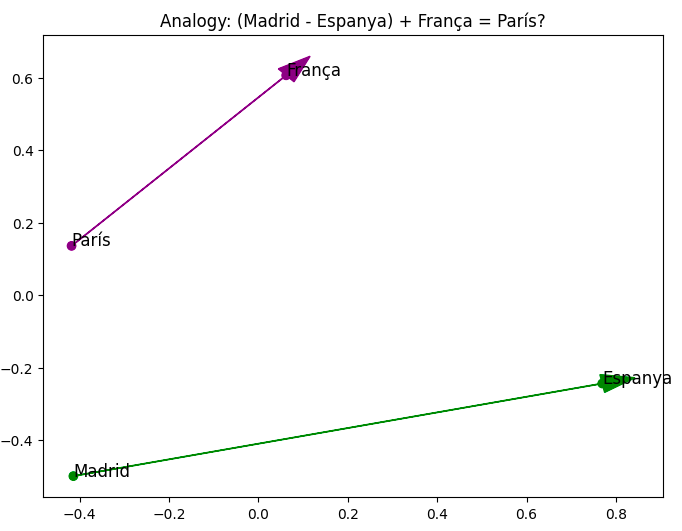 Analogy: (Madrid - Espanya) + França = París?
0.6
França
0.4
0.2
París
0.0
−0.2
Espanya
−0.4
Madrid
−0.4 −0.2 0.0 0.2 0.4 0.6 0.8